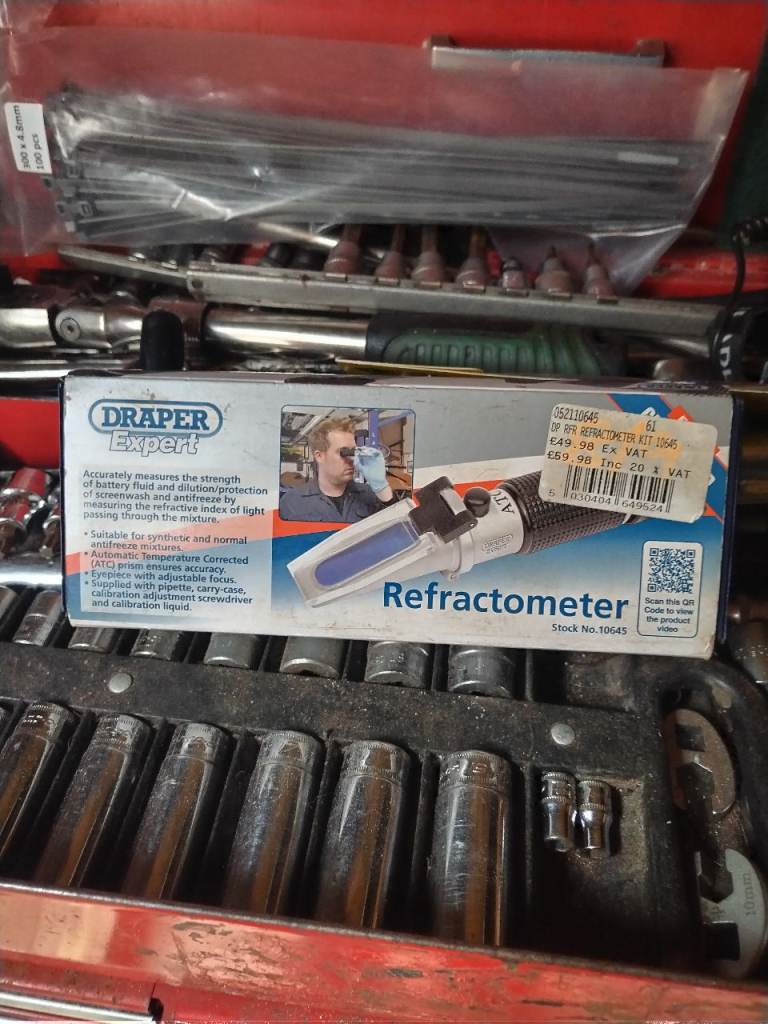 300 x 4.8mm
100 pcs
DRAPER
Expert
Accurately measures the strength
of battery fluid and dilution/protection
of screenwash and antifreeze by
measuring the refractive index of light
passing through the mixture.
• Suitable for synthetic and normal
antifreeze mixtures.
• Automatic Temperature Corrected
(ATC) prism ensures accuracy.
• Eyepiece with adjustable focus.
• Supplied with pipette, carry-case,
calibration adjustment screwdriver
and calibration liquid.
052110645 61
DP RFR REFRACTOMETER KIT 10645
£49.98 Ex VAT
£59.98 Inc 20 % VAT
5 030404 649524
ATC
DRAPER
Expert
Refractometer
Stock No.10645
Scan this QR
Code to view
the product
video
10mm